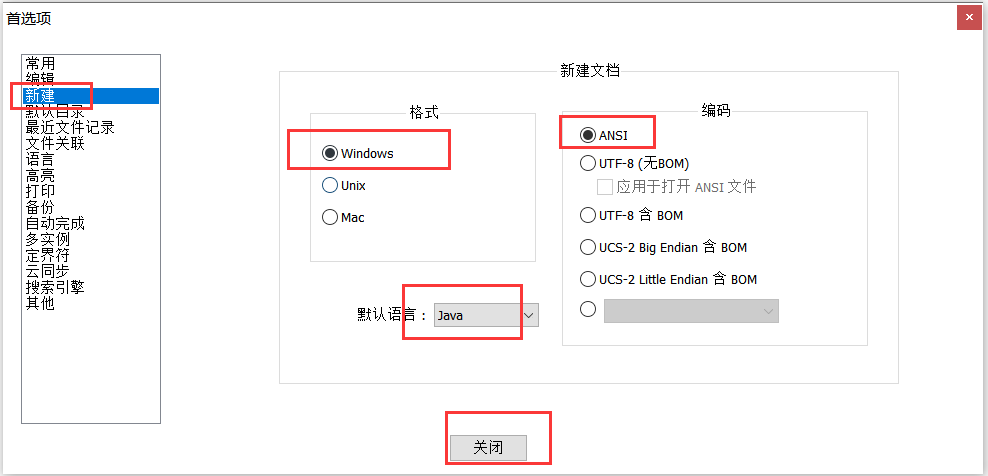 首选项
常用
编辑
新建
默认目录
最近文件记录
文件关联
语言
高亮
打印
备份
自动完成
多实例
定界符
云同步
搜索引擎
其他
新建文档
格式
Windows
Unix
Mac
默认语言：
Java
编码
ANSI
UTF-8 (无BOM)
应用于打开 ANSI 文件
UTF-8 含 BOM
UCS-2 Big Endian 含 BOM
UCS-2 Little Endian 含 BOM
关闭